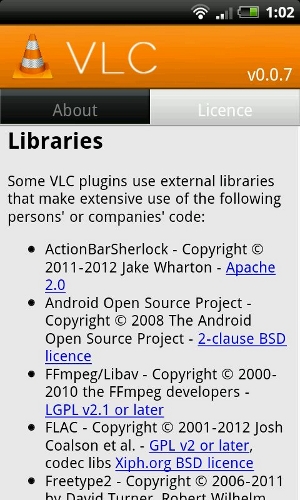 1:02
VLC
v0.0.7
About
Licence
Libraries
Some VLC plugins use external libraries
that make extensive use of the following
persons' or companies' code:
• ActionBarSherlock - Copyright ©
2011-2012 Jake Wharton - Apache
2.0
• Android Open Source Project -
Copyright © 2008 The Android
Open Source Project - 2-clause BSD
licence
• FFmpeg/Libav - Copyright © 2000-
2010 the FFmpeg developers -
LGPL v2.1 or later
• FLAC - Copyright © 2001-2012 Josh
Coalson et al. - GPL v2 or later,
codec libs Xiph.org BSD licence
• Freetype2 - Copyright © 2006-2011
by David Turner, Robert Wilhelm,